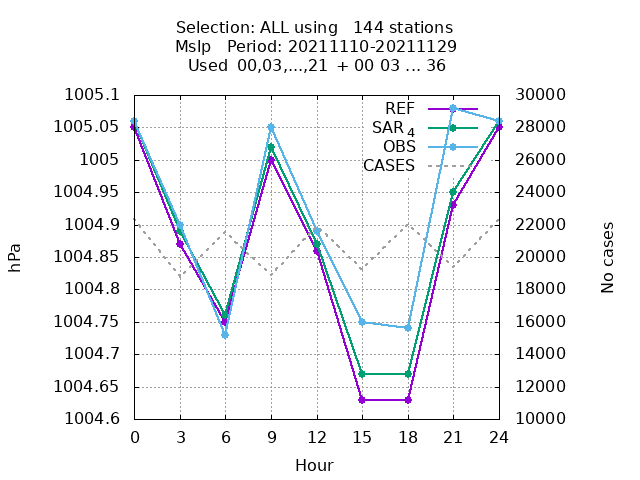 Selection: ALL using   144 stations
Mslp   Period: 20211110-20211129
Used 00,03,...,21 + 00 03 ... 36
1005.1
1005.05
1005
1004.95
1004.9
1004.85
1004.8
1004.75
1004.7
1004.65
1004.6
hPa
REF
SAR 4
OBS
CASES
30000
28000
26000
24000
22000
20000
18000
16000
14000
12000
10000
No cases
0 3 6 9 12 15 18 21 24
Hour